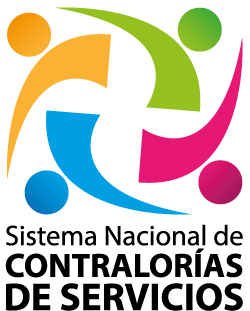 Sistema Nacional de
CONTRALORÍAS
DE SERVICIOS